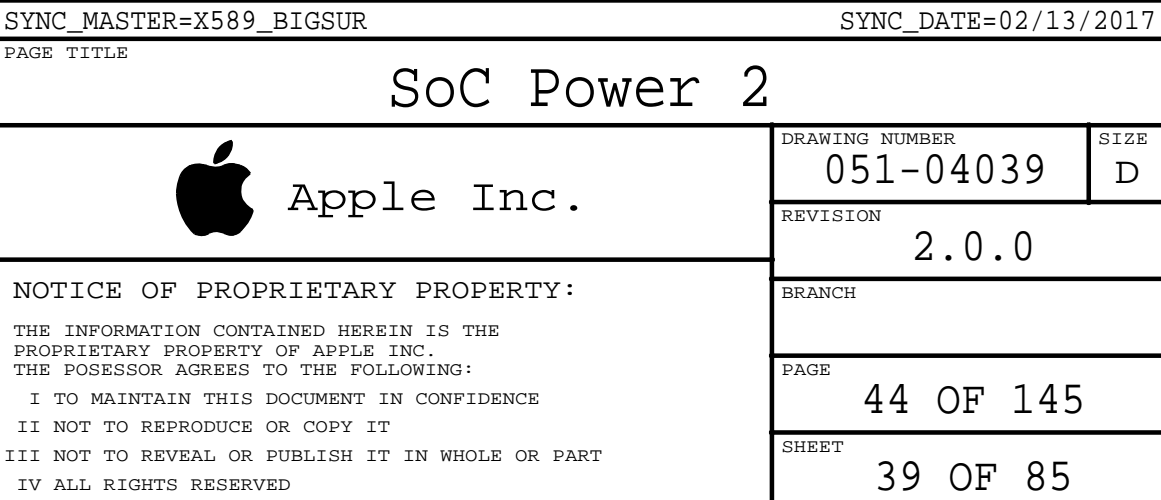 SYNC_MASTER=X589_BIGSUR SYNC_DATE=02/13/2017
PAGE TITLE
SoC Power 2
Apple Inc.
DRAWING NUMBER
051-04039
SIZE
D
REVISION
2.0.0
NOTICE OF PROPRIETARY PROPERTY:
THE INFORMATION CONTAINED HEREIN IS THE
PROPRIETARY PROPERTY OF APPLE INC.
THE POSESSOR AGREES TO THE FOLLOWING:
I TO MAINTAIN THIS DOCUMENT IN CONFIDENCE
II NOT TO REPRODUCE OR COPY IT
III NOT TO REVEAL OR PUBLISH IT IN WHOLE OR PART
IV ALL RIGHTS RESERVED
BRANCH
PAGE
44 OF 145
SHEET
39 OF 85